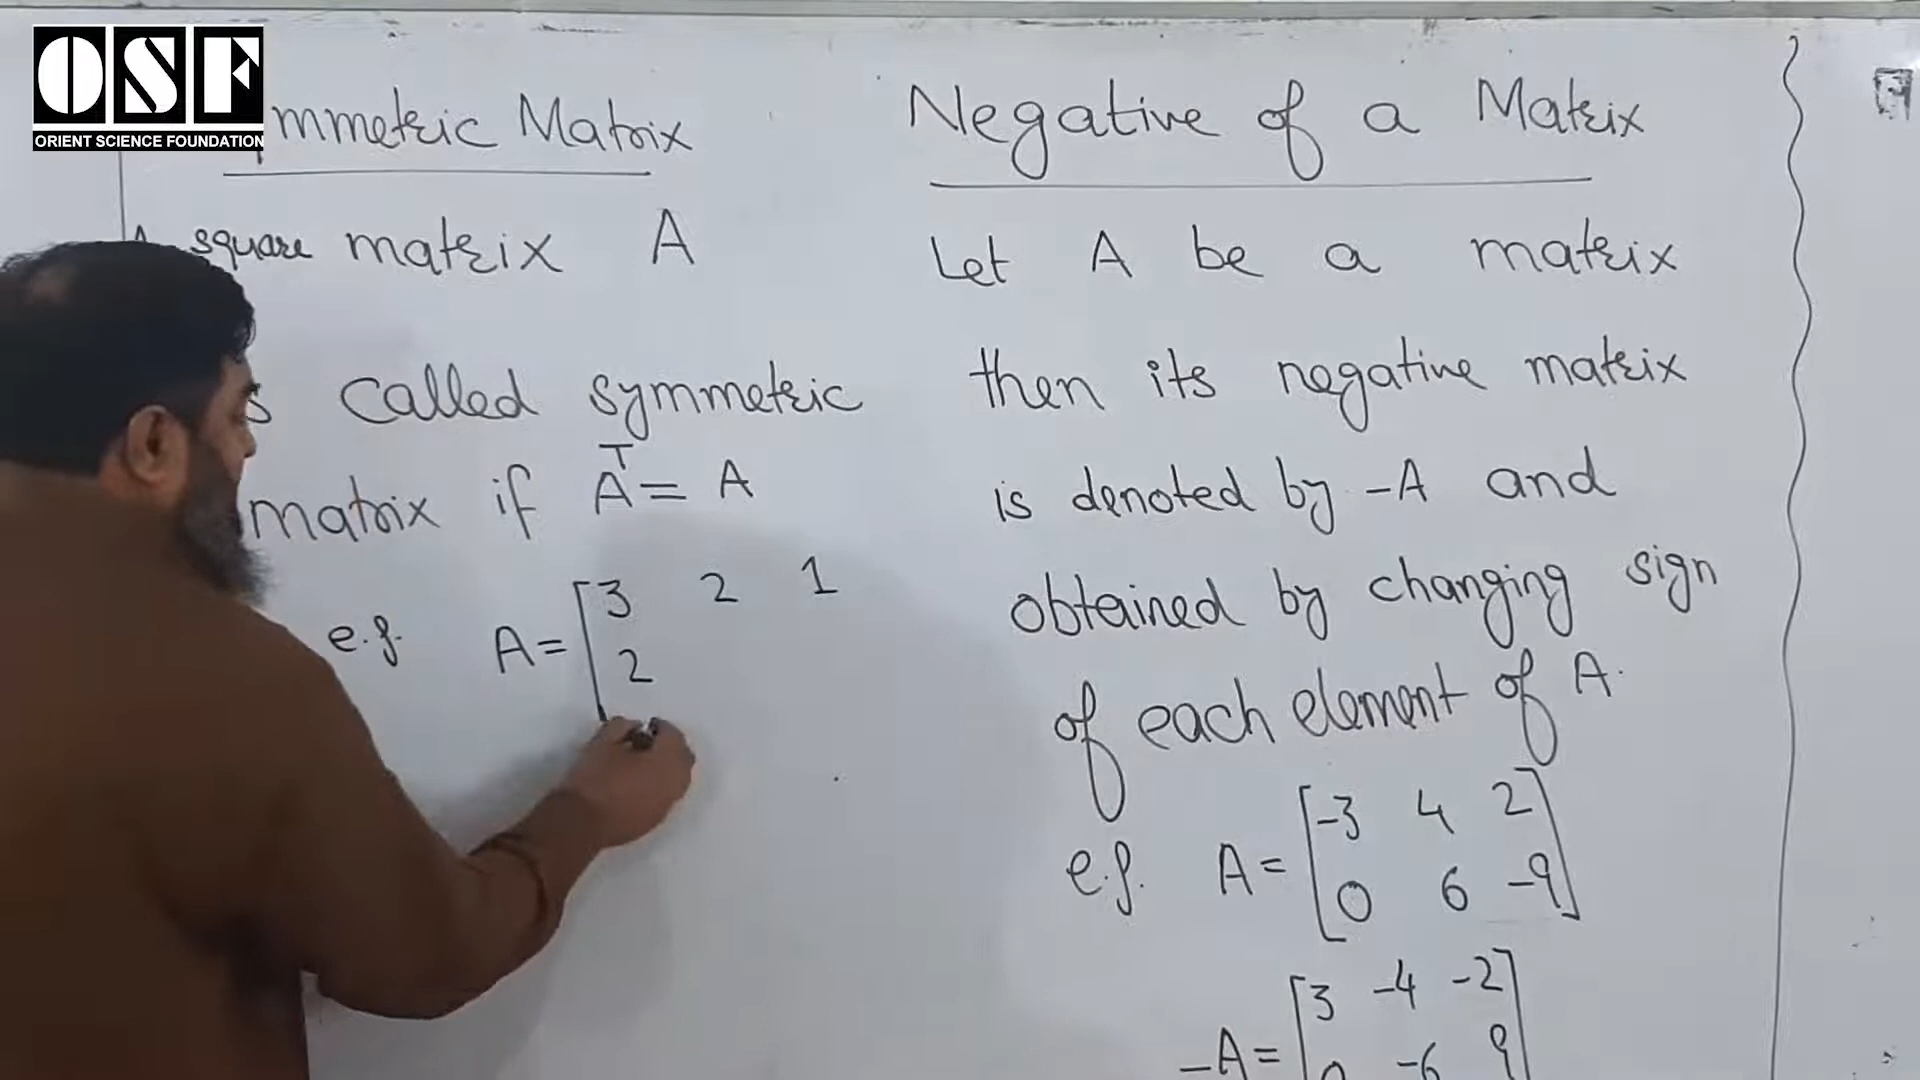 OSF
ORIENT SCIENCE FOUNDATION
mmetric Matrix
square matrix A
called symmetric
matrix if A^T = A
e.g. A = [3 2 1
2
Negative of a Matrix
Let A be a matrix
then its negative matrix
is denoted by -A and
obtained by changing sign
of each element of A.
e.g. A = [-3 4 2]
[0 6 -9]
-A = [3 -4 -2]
0 -6 9